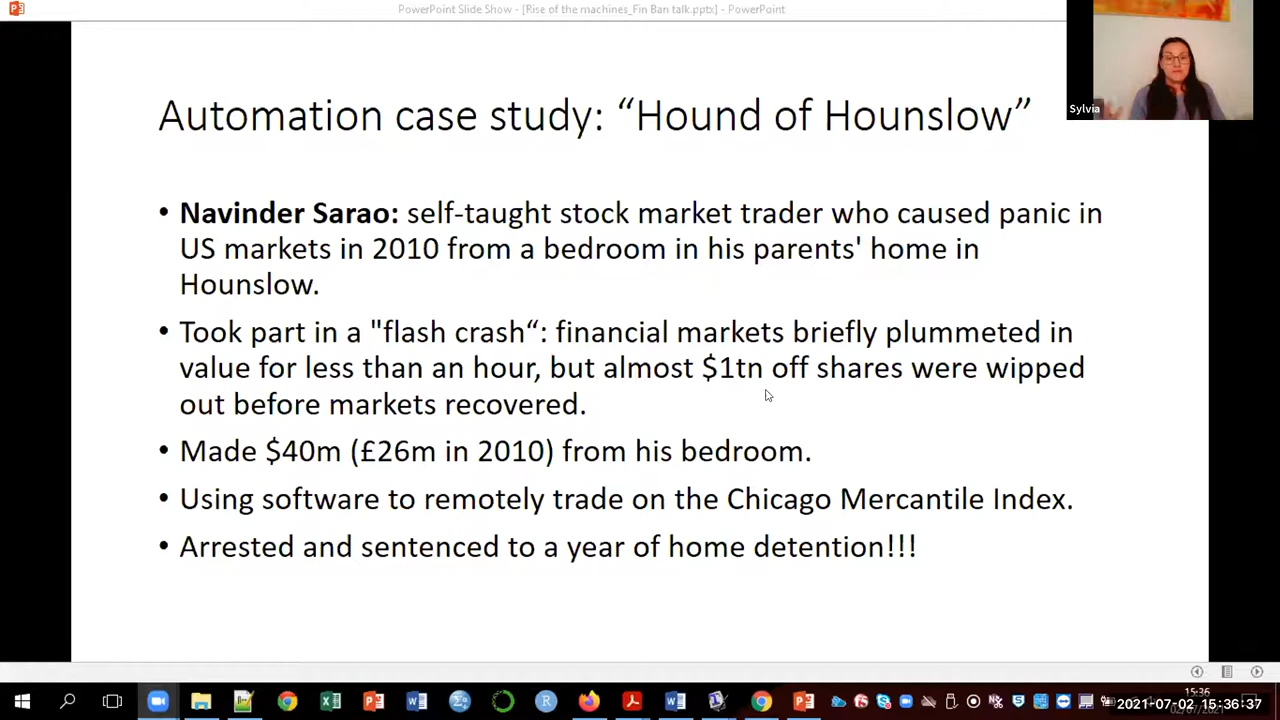 PowerPoint Slide Show - [Rise of the machines_Fin Ban talk.pptx] - PowerPoint
Sylvia
Automation case study: “Hound of Hounslow”
• Navinder Sarao: self-taught stock market trader who caused panic in
US markets in 2010 from a bedroom in his parents' home in
Hounslow.
• Took part in a "flash crash“: financial markets briefly plummeted in
value for less than an hour, but almost $1tn off shares were wipped
out before markets recovered.
• Made $40m (£26m in 2010) from his bedroom.
• Using software to remotely trade on the Chicago Mercantile Index.
• Arrested and sentenced to a year of home detention!!!
15:36
2021-07-02 15:36:37